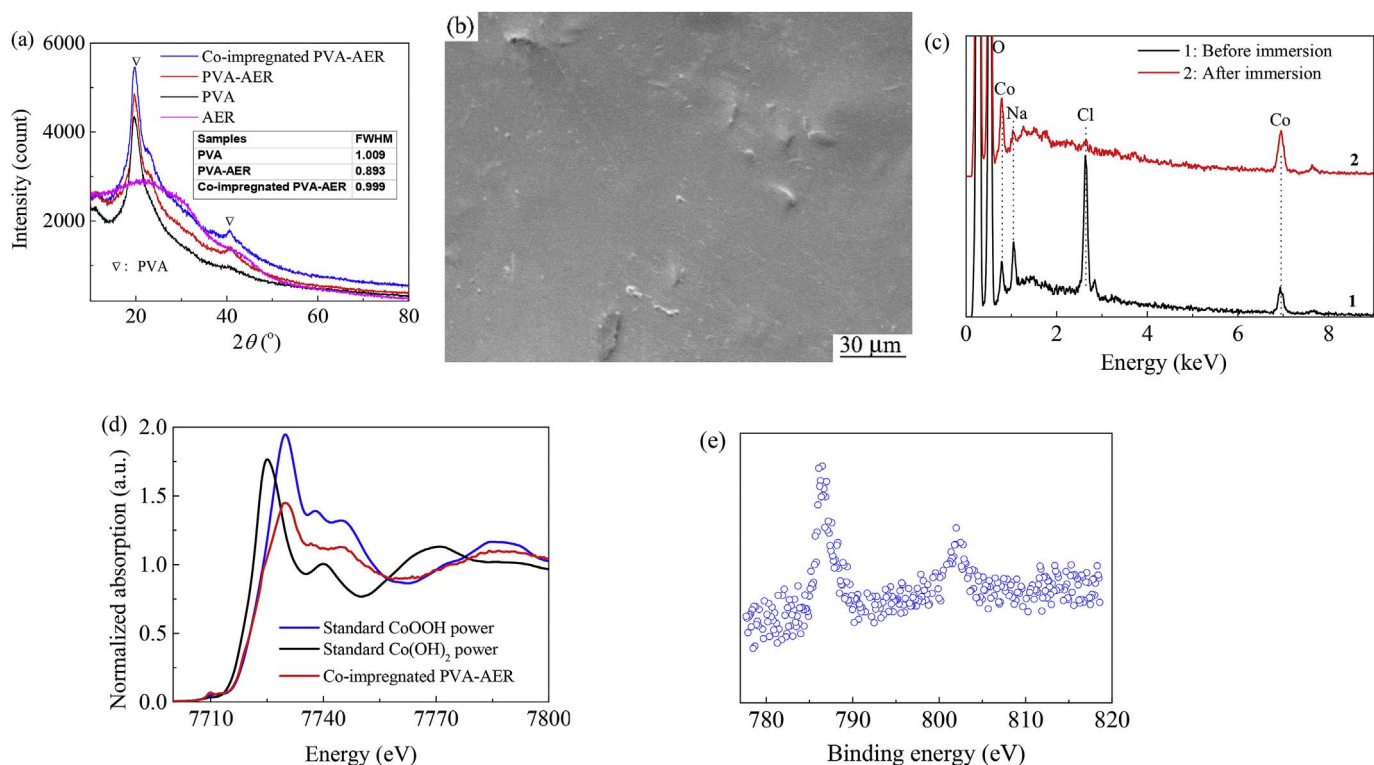 (a)
6000
4000
2000
Intensity (count)
▽
Co-impregnated PVA-AER
PVA-AER
PVA
AER
Samples FWHM
PVA 1.009
PVA-AER 0.893
Co-impregnated PVA-AER 0.999
▽
▽ : PVA
20 40 60 80
2θ (°)
(b)
30 μm
(c)
O
1: Before immersion
2: After immersion
Co
Na
Cl
Co
2
1
0 2 4 6 8
Energy (keV)
(d)
2.0
1.5
1.0
0.5
0.0
Normalized absorption (a.u.)
Standard CoOOH power
Standard Co(OH)2 power
Co-impregnated PVA-AER
7710 7740 7770 7800
Energy (eV)
(e)
780 790 800 810 820
Binding energy (eV)